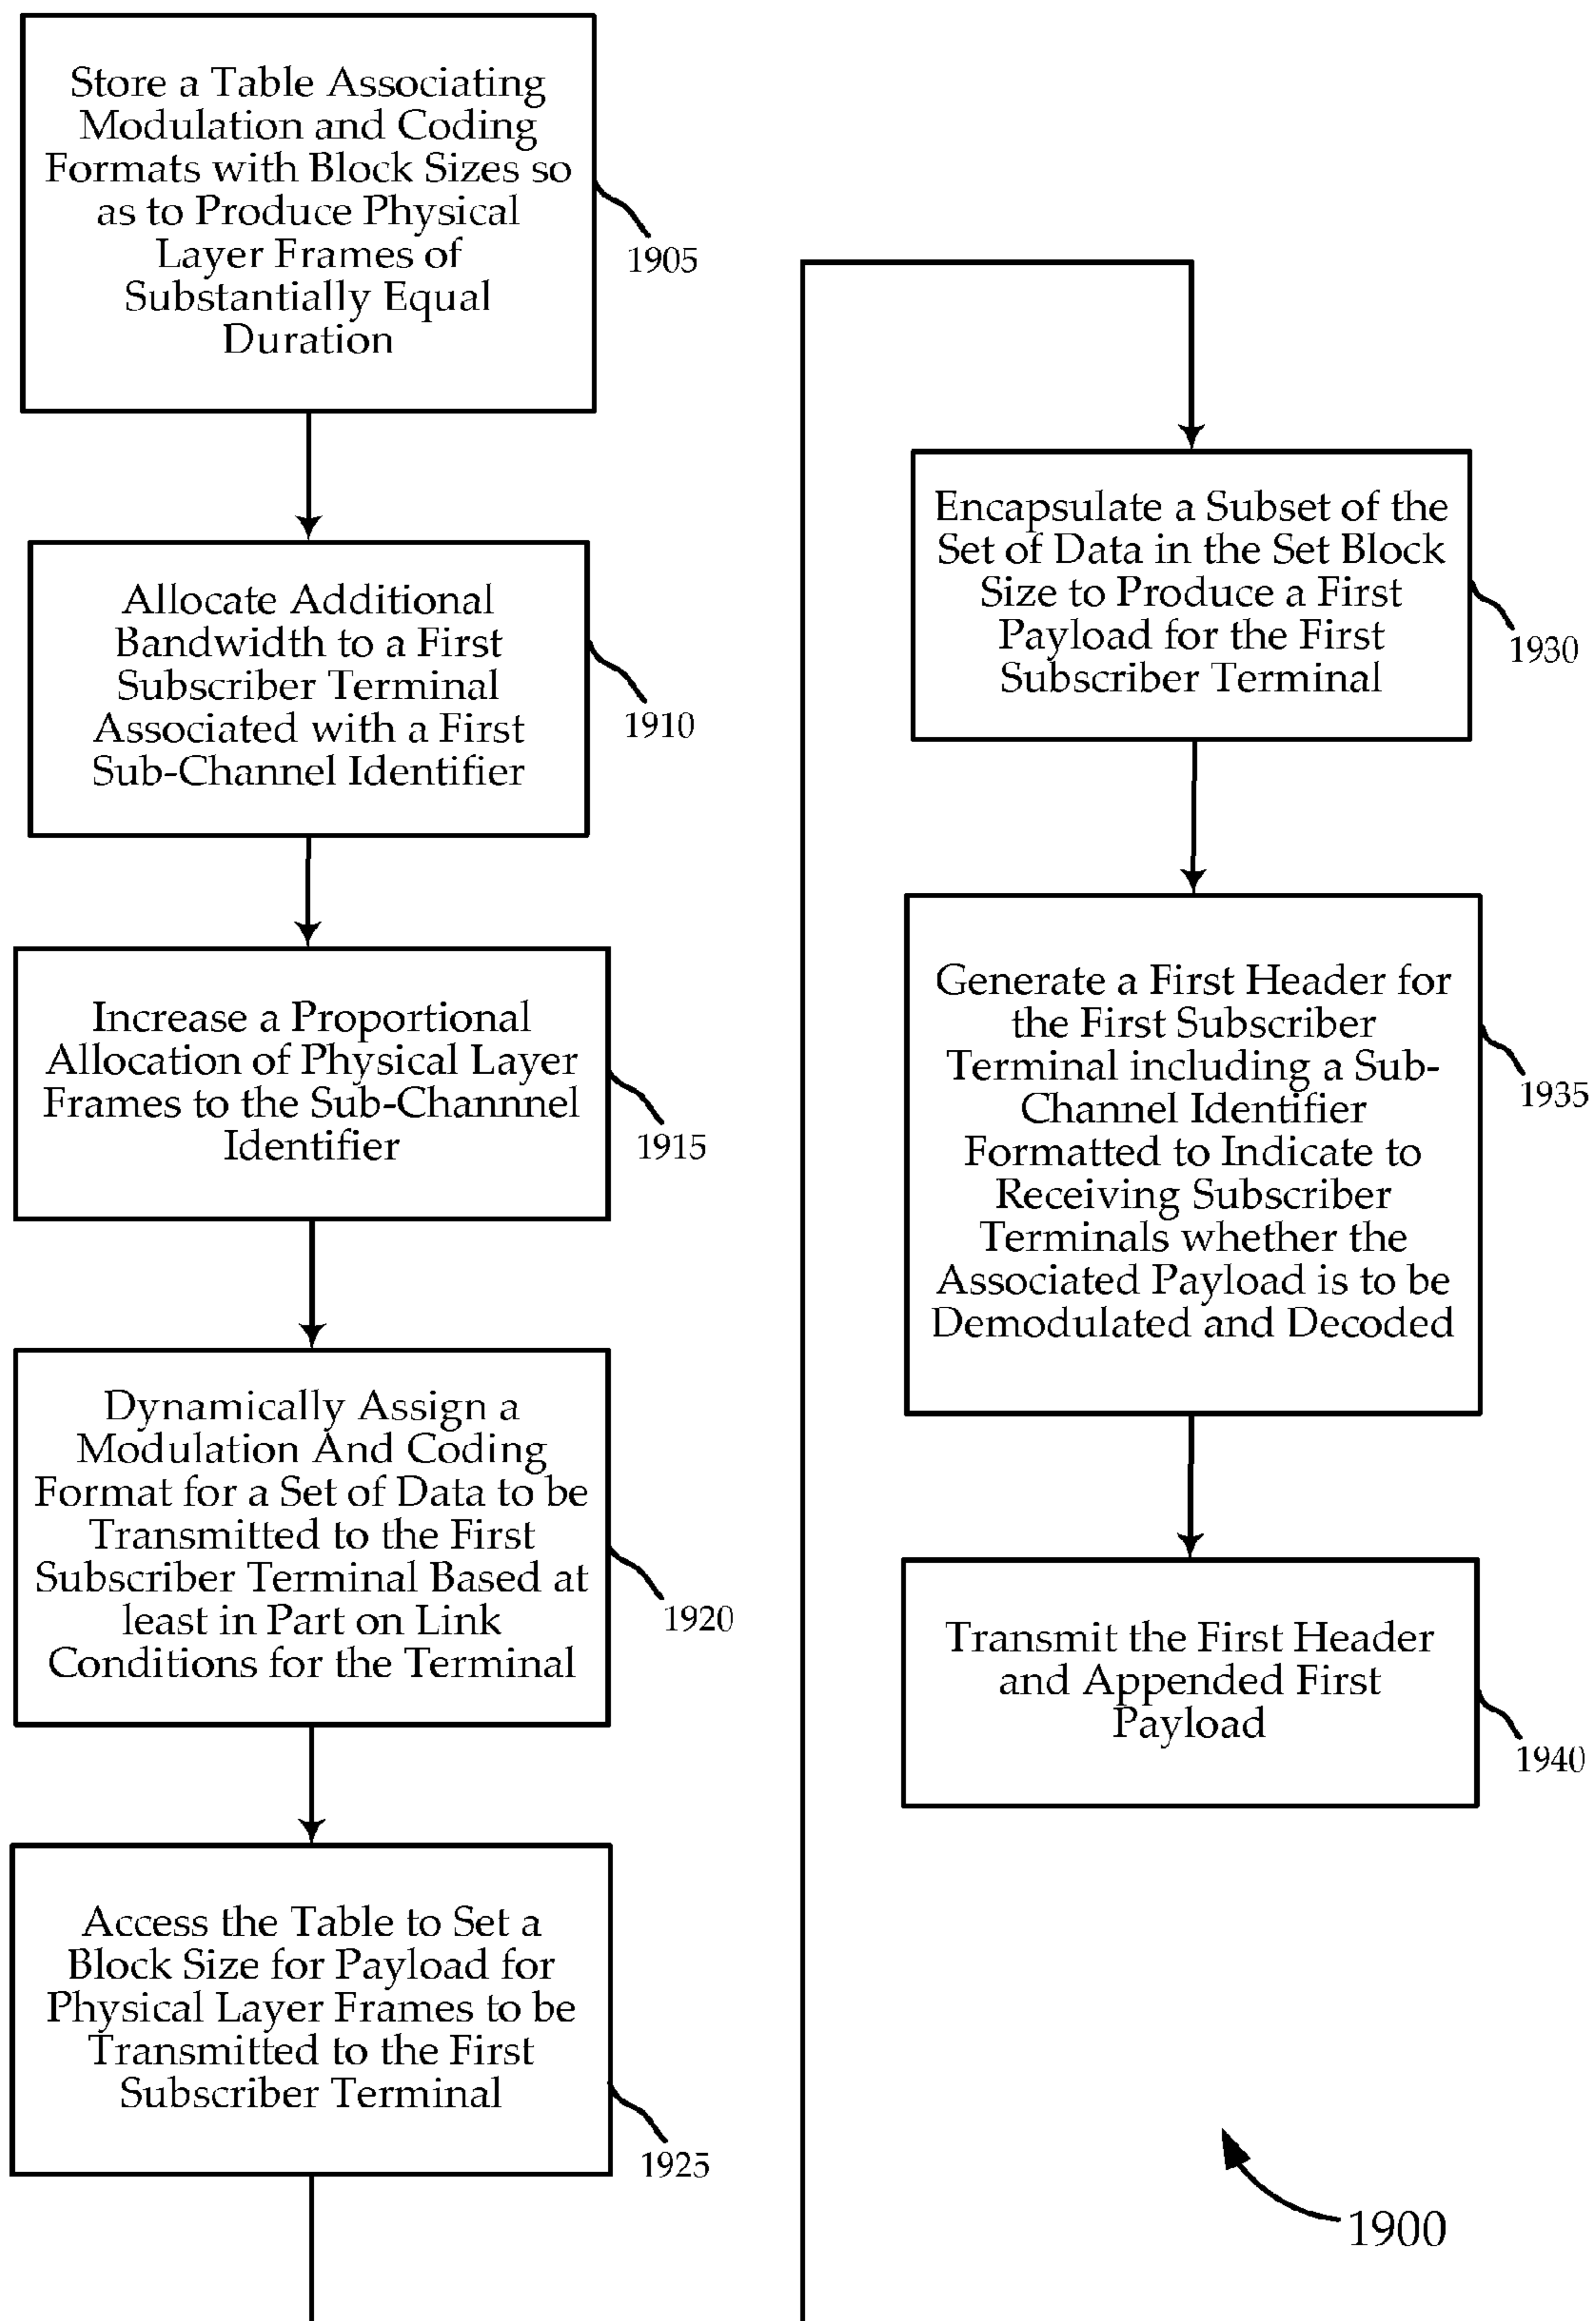 Store a Table Associating
Modulation and Coding
Formats with Block Sizes so
as to Produce Physical
Layer Frames of
Substantially Equal
Duration
1905
Allocate Additional
Bandwidth to a First
Subscriber Terminal
Associated with a First
Sub-Channel Identifier
1910
Increase a Proportional
Allocation of Physical Layer
Frames to the Sub-Channnel
Identifier
1915
Dynamically Assign a
Modulation And Coding
Format for a Set of Data to be
Transmitted to the First
Subscriber Terminal Based at
least in Part on Link
Conditions for the Terminal
1920
Access the Table to Set a
Block Size for Payload for
Physical Layer Frames to be
Transmitted to the First
Subscriber Terminal
1925
Encapsulate a Subset of the
Set of Data in the Set Block
Size to Produce a First
Payload for the First
Subscriber Terminal
1930
Generate a First Header for
the First Subscriber
Terminal including a Sub-
Channel Identifier
Formatted to Indicate to
Receiving Subscriber
Terminals whether the
Associated Payload is to be
Demodulated and Decoded
1935
Transmit the First Header
and Appended First
Payload
1940
1900